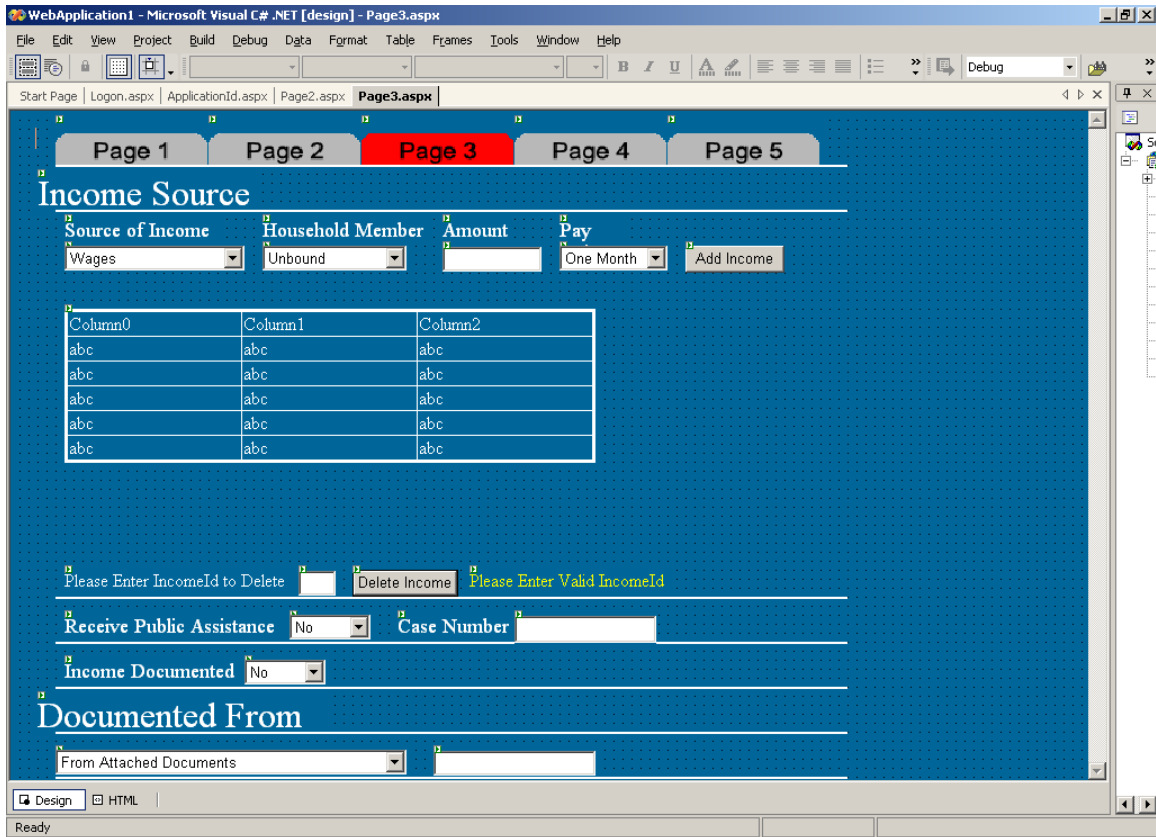 WebApplication1 - Microsoft Visual C# .NET [design] - Page3.aspx
File Edit View Project Build Debug Data Format Table Frames Tools Window Help
B I U A Debug
Start Page Logon.aspx ApplicationId.aspx Page2.aspx Page3.aspx
Page 1 Page 2 Page 3 Page 4 Page 5
Income Source
Source of Income Household Member Amount Pay
Wages Unbound One Month Add Income
Column0 Column1 Column2
abc abc abc
abc abc abc
abc abc abc
abc abc abc
abc abc abc
Please Enter IncomeId to Delete Delete Income Please Enter Valid IncomeId
Receive Public Assistance No Case Number
Income Documented No
Documented From
From Attached Documents
Design HTML
Ready